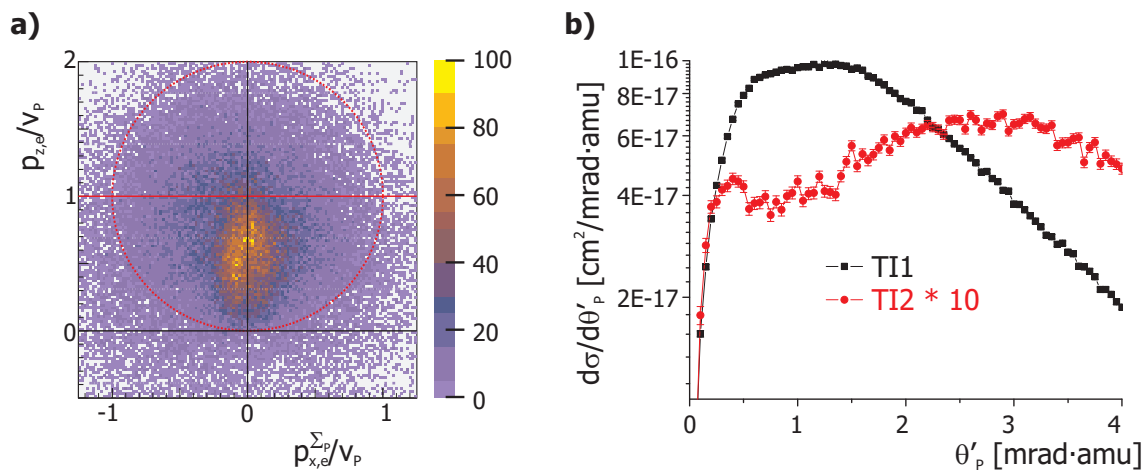 a)
2
1
0
-1
0
1
p_{z,e}/v_P
p_{x,e}^{Σ_P}/v_P
100
80
60
40
20
0
b)
1E-16
8E-17
6E-17
4E-17
2E-17
dσ/dθ'_P [cm²/mrad·amu]
TI1
TI2 * 10
0
1
2
3
4
θ'_P [mrad·amu]